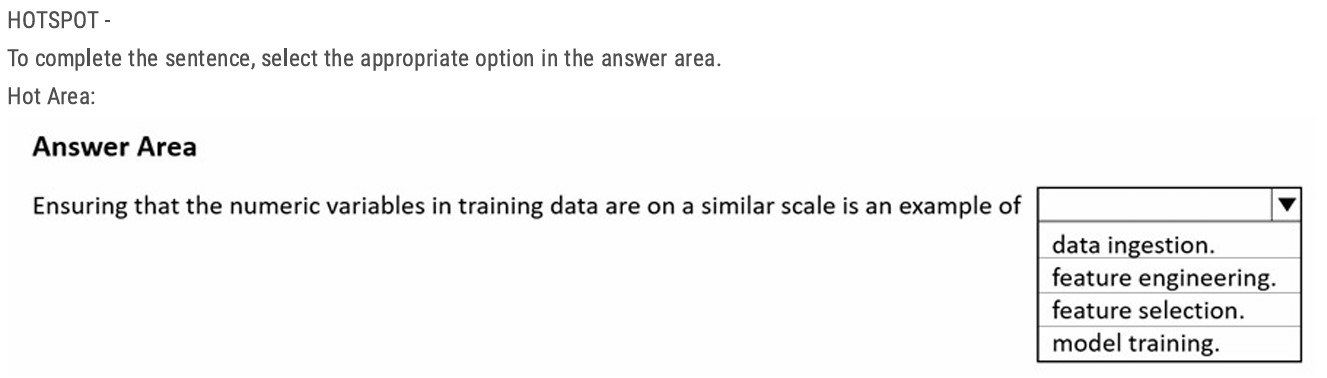 HOTSPOT -
To complete the sentence, select the appropriate option in the answer area.
Hot Area:
Answer Area
Ensuring that the numeric variables in training data are on a similar scale is an example of
data ingestion.
feature engineering.
feature selection.
model training.